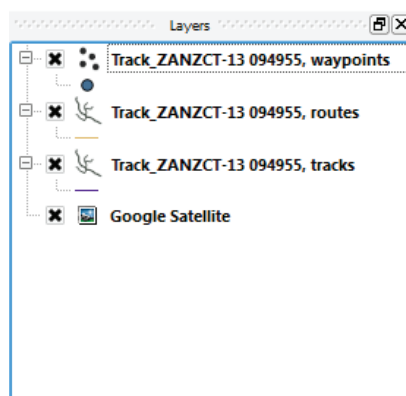 Layers
Track_ZANZCT-13 094955, waypoints
Track_ZANZCT-13 094955, routes
Track_ZANZCT-13 094955, tracks
Google Satellite